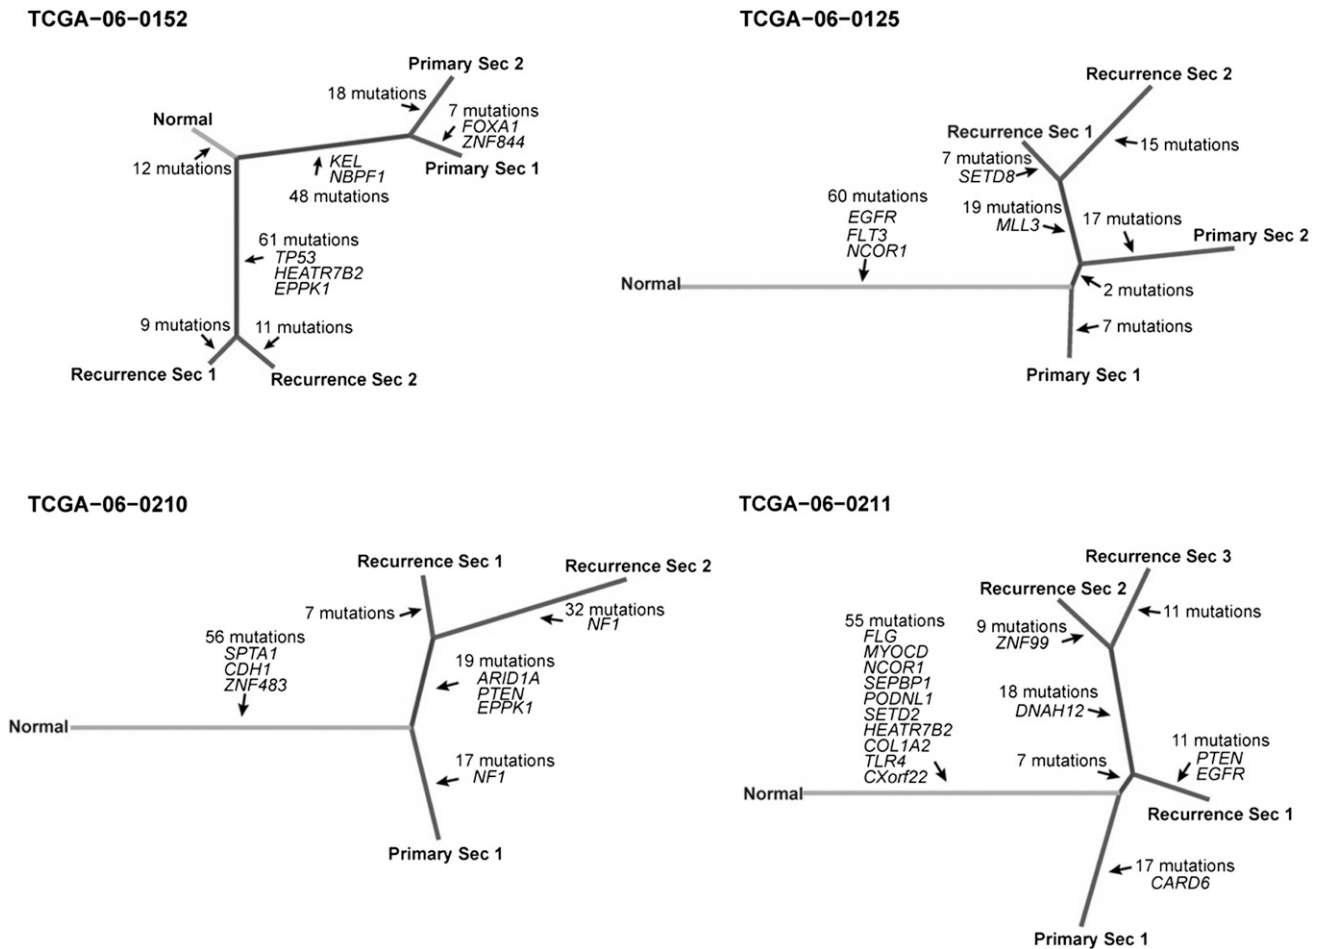 TCGA−06−0152
Primary Sec 2
18 mutations
7 mutations
FOXA1
ZNF844
Normal
12 mutations
KEL
NBPF1
48 mutations
Primary Sec 1
61 mutations
TP53
HEATR7B2
EPPK1
9 mutations
11 mutations
Recurrence Sec 1
Recurrence Sec 2
TCGA−06−0125
Recurrence Sec 2
Recurrence Sec 1
15 mutations
7 mutations
SETD8
60 mutations
EGFR
FLT3
NCOR1
19 mutations
MLL3
17 mutations
Primary Sec 2
Normal
2 mutations
7 mutations
Primary Sec 1
TCGA−06−0210
Recurrence Sec 1
Recurrence Sec 2
7 mutations
32 mutations
NF1
56 mutations
SPTA1
CDH1
ZNF483
19 mutations
ARID1A
PTEN
EPPK1
Normal
17 mutations
NF1
Primary Sec 1
TCGA−06−0211
Recurrence Sec 3
Recurrence Sec 2
11 mutations
9 mutations
ZNF99
55 mutations
FLG
MYOCD
NCOR1
SEPBP1
PODNL1
SETD2
HEATR7B2
COL1A2
TLR4
CXorf22
18 mutations
DNAH12
7 mutations
11 mutations
PTEN
EGFR
Normal
Recurrence Sec 1
17 mutations
CARD6
Primary Sec 1